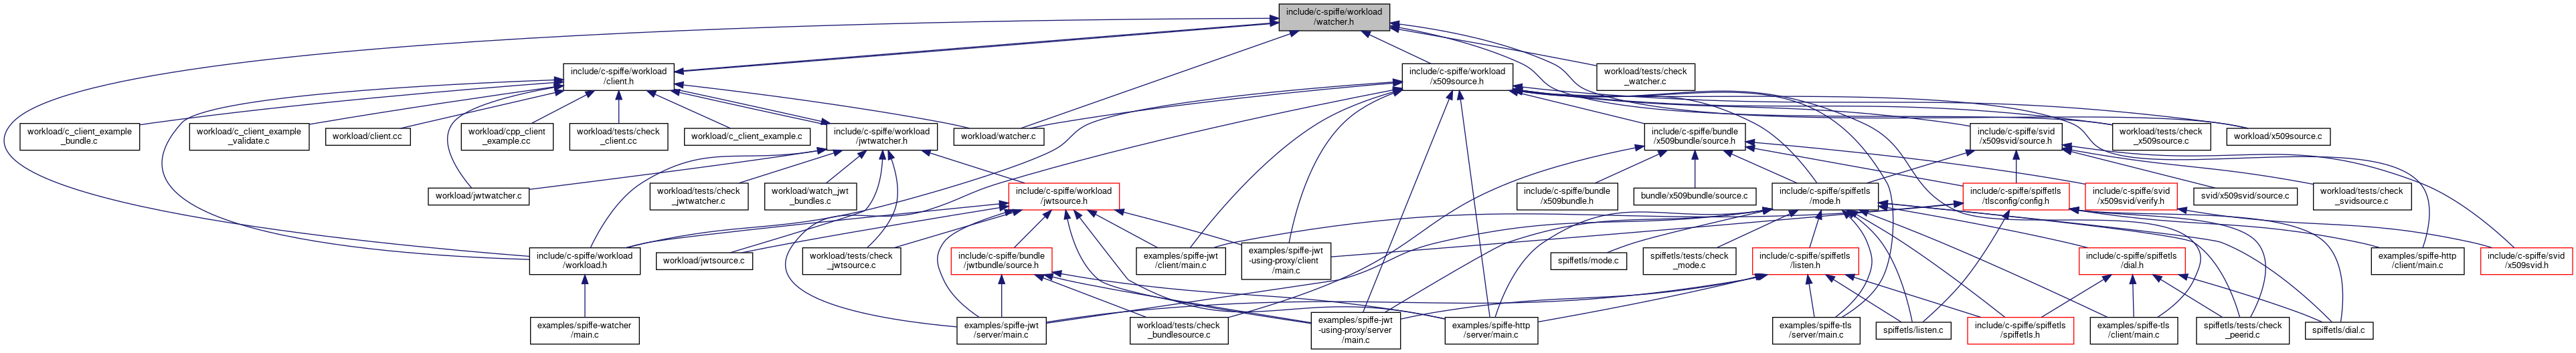 include/c-spiffe/workload
/watcher.h
include/c-spiffe/workload
/client.h
include/c-spiffe/workload
/x509source.h
workload/tests/check
_watcher.c
workload/c_client_example
_bundle.c
workload/c_client_example
_validate.c
workload/client.cc
workload/cpp_client
_example.cc
workload/tests/check
_client.cc
workload/c_client_example.c
include/c-spiffe/workload
/jwtwatcher.h
workload/watcher.c
include/c-spiffe/bundle
/x509bundle/source.h
include/c-spiffe/svid
/x509svid/source.h
workload/tests/check
_x509source.c
workload/x509source.c
workload/jwtwatcher.c
workload/tests/check
_jwtwatcher.c
workload/watch_jwt
_bundles.c
include/c-spiffe/workload
/jwtsource.h
include/c-spiffe/bundle
/x509bundle.h
bundle/x509bundle/source.c
include/c-spiffe/spiffetls
/mode.h
include/c-spiffe/spiffetls
/tlsconfig/config.h
include/c-spiffe/svid
/x509svid/verify.h
svid/x509svid/source.c
workload/tests/check
_svidsource.c
include/c-spiffe/workload
/workload.h
workload/jwtsource.c
workload/tests/check
_jwtsource.c
include/c-spiffe/bundle
/jwtbundle/source.h
examples/spiffe-jwt
/client/main.c
examples/spiffe-jwt
-using-proxy/client
/main.c
spiffetls/mode.c
spiffetls/tests/check
_mode.c
include/c-spiffe/spiffetls
/listen.h
include/c-spiffe/spiffetls
/dial.h
examples/spiffe-http
/client/main.c
include/c-spiffe/svid
/x509svid.h
examples/spiffe-watcher
/main.c
examples/spiffe-jwt
/server/main.c
workload/tests/check
_bundlesource.c
examples/spiffe-jwt
-using-proxy/server
/main.c
examples/spiffe-http
/server/main.c
examples/spiffe-tls
/server/main.c
spiffetls/listen.c
include/c-spiffe/spiffetls
/spiffetls.h
examples/spiffe-tls
/client/main.c
spiffetls/tests/check
_peerid.c
spiffetls/dial.c